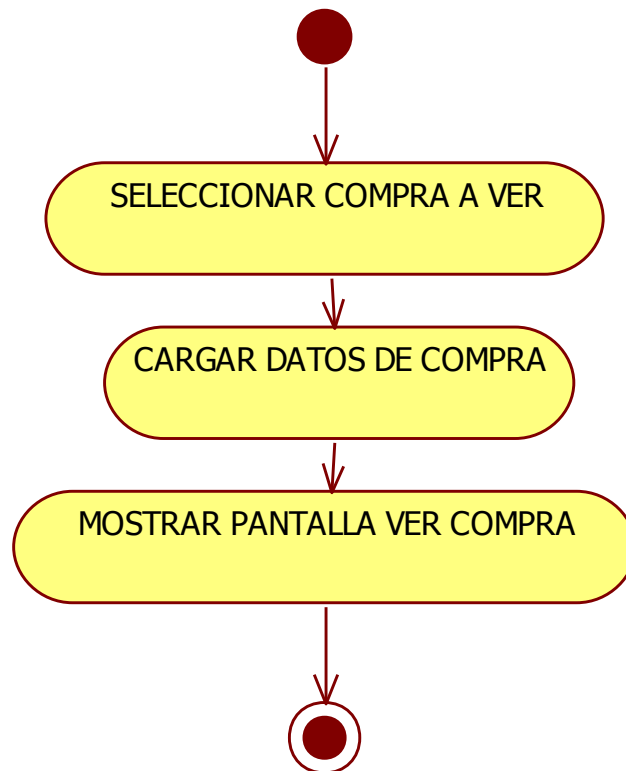 SELECCIONAR COMPRA A VER
CARGAR DATOS DE COMPRA
MOSTRAR PANTALLA VER COMPRA